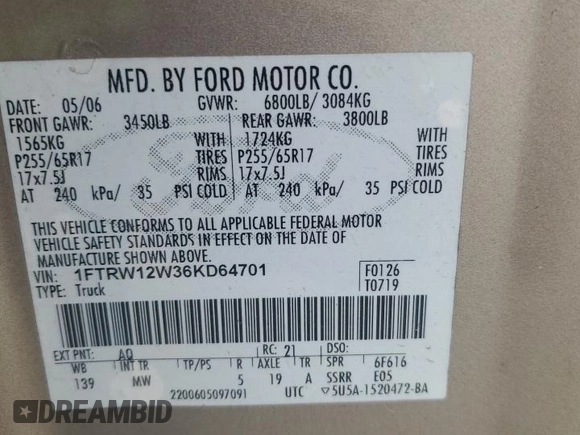 MFD. BY FORD MOTOR CO.
DATE: 05/06 GVWR: 6800LB/ 3084KG
FRONT GAWR: 3450LB REAR GAWR: 3800LB
1565KG WITH 1724KG WITH
P255/65R17 TIRES P255/65R17 TIRES
17x7.5J RIMS 17x7.5J RIMS
AT 240 kPa/ 35 PSI COLD AT 240 kPa/ 35 PSI COLD
Ford
THIS VEHICLE CONFORMS TO ALL APPLICABLE FEDERAL MOTOR
VEHICLE SAFETY STANDARDS IN EFFECT ON THE DATE OF
MANUFACTURE SHOWN ABOVE.
VIN: 1FTRW12W36KD64701 F0126
TYPE: Truck T0719
EXT PNT: AQ RC: 21 DSO:
WB INT TR TP/PS R AXLE TR SPR 6F616
139 MW 5 19 A SSRR E05
2200605097091 UTC ▽5U5A-1520472-BA
DREAMBID